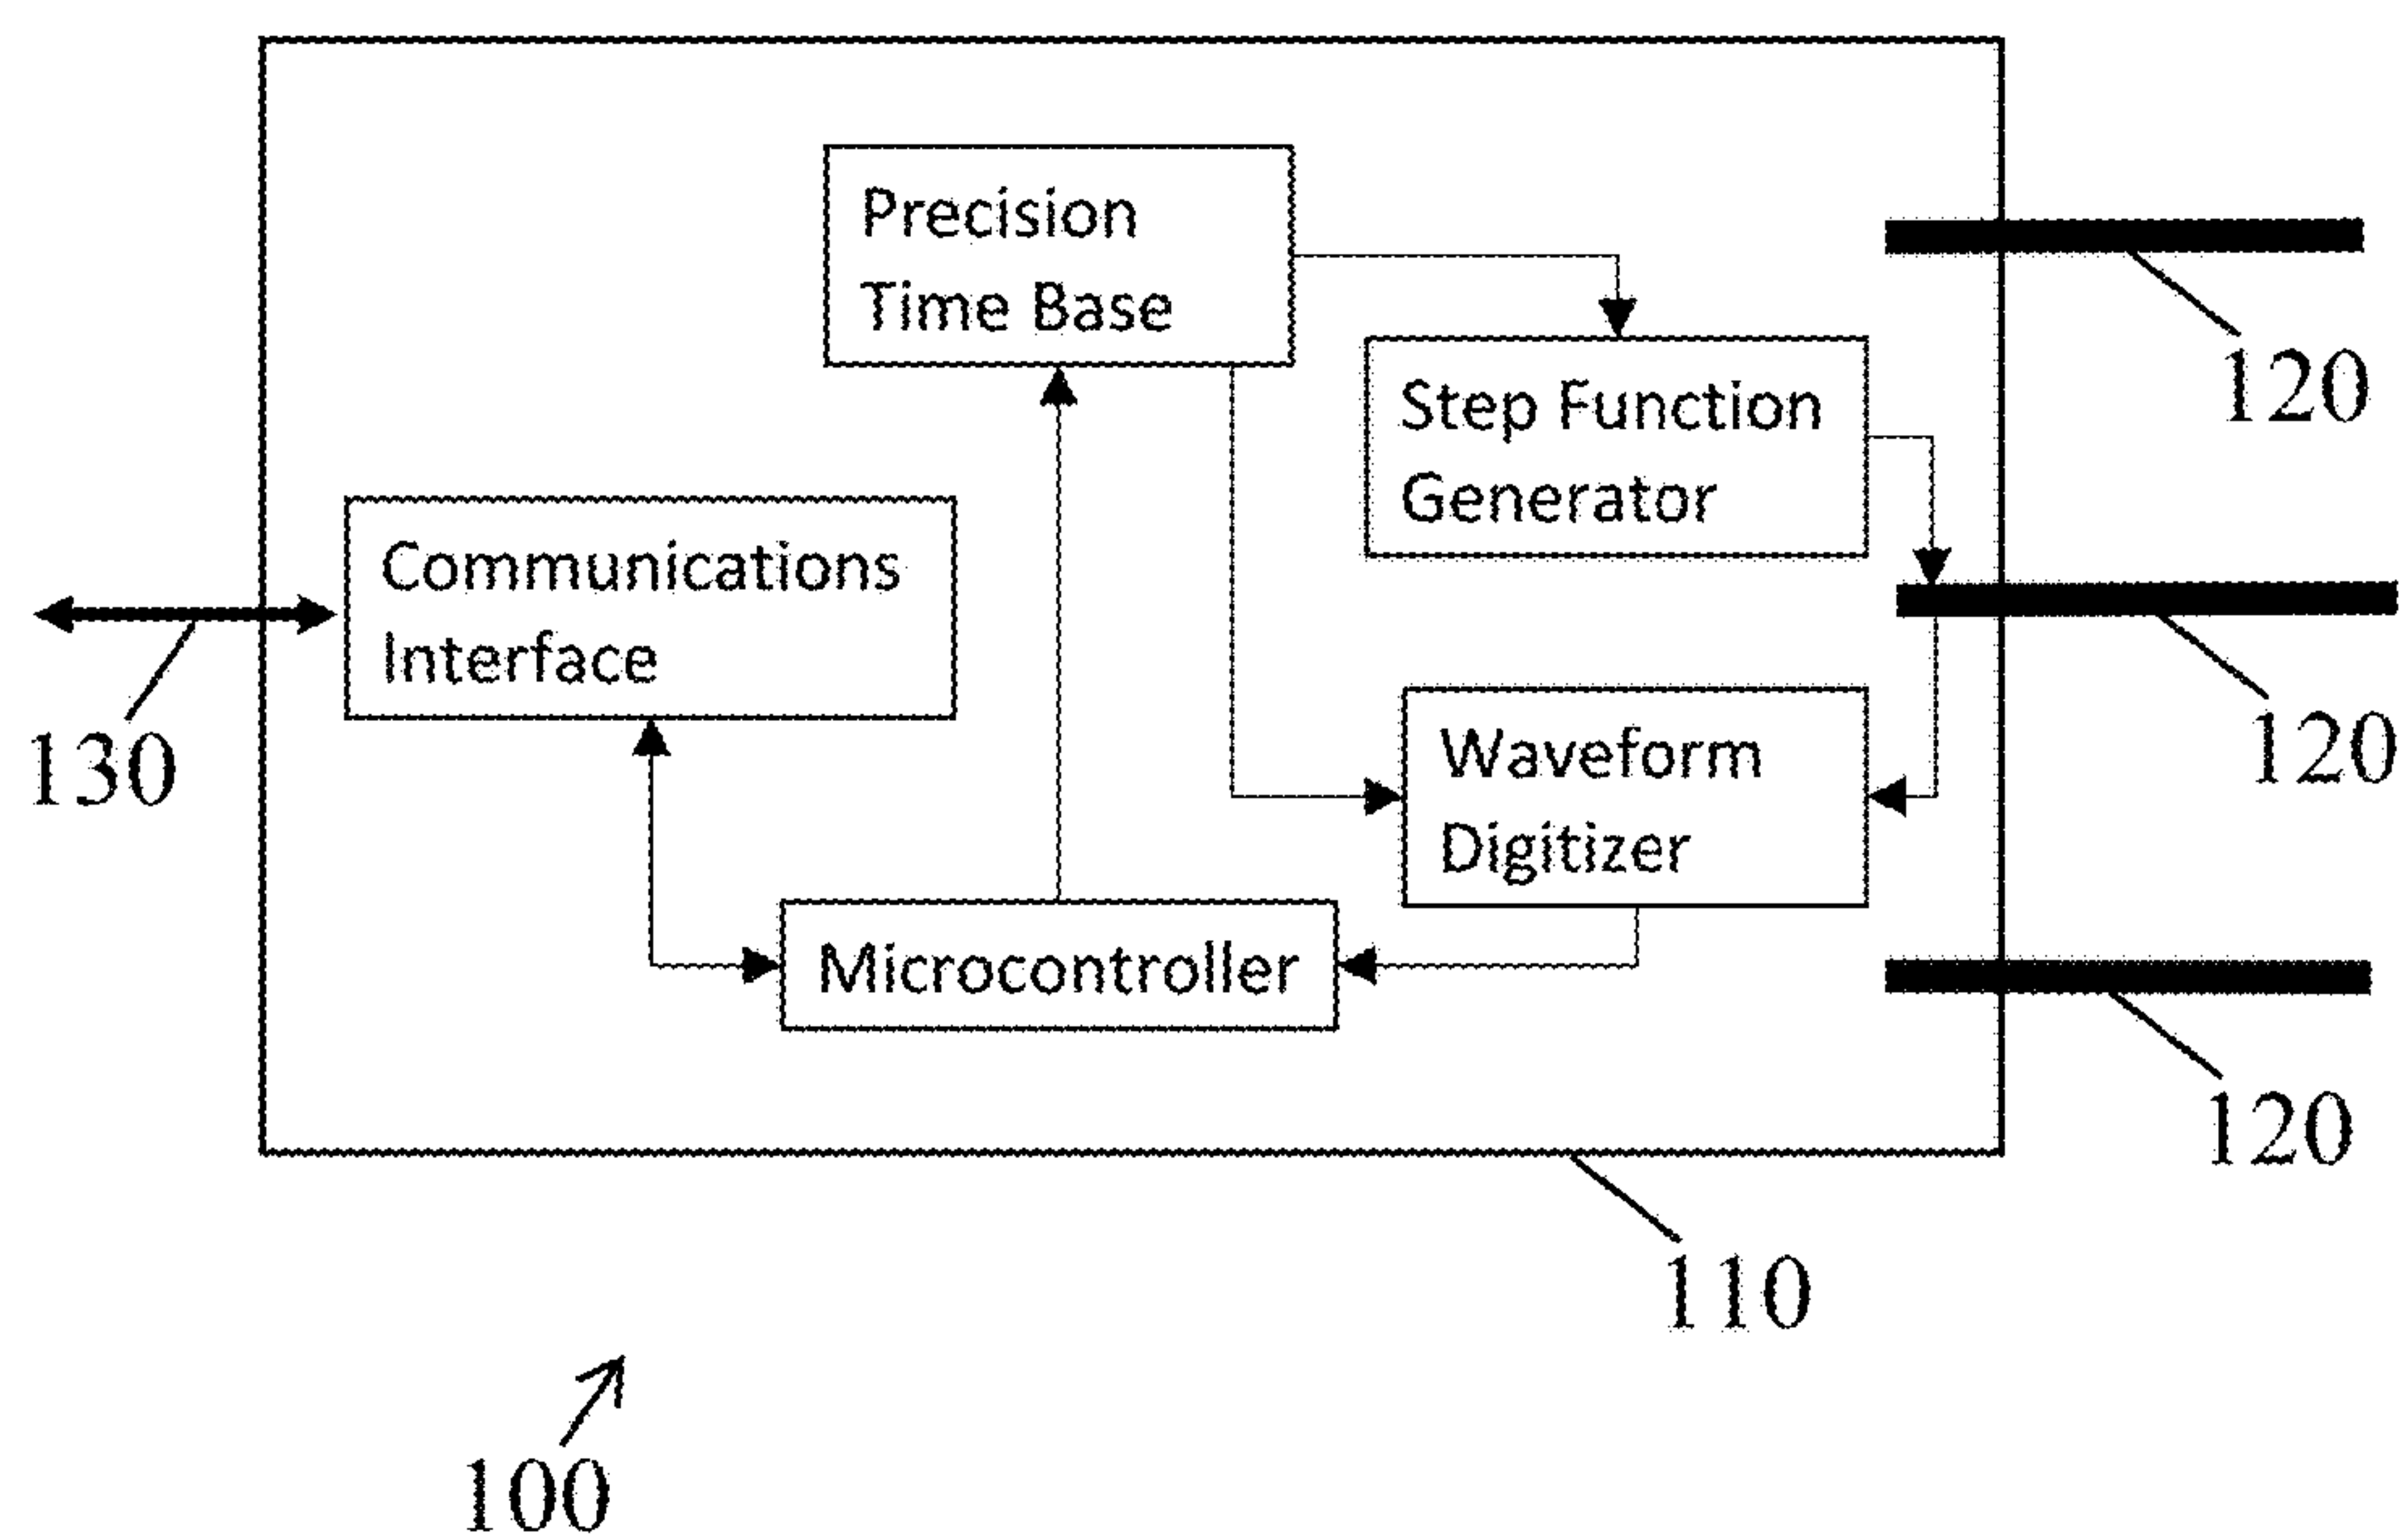 Precision
Time Base
120
Step Function
Generator
Communications
Interface
130
120
Waveform
Digitizer
Microcontroller
120
110
100